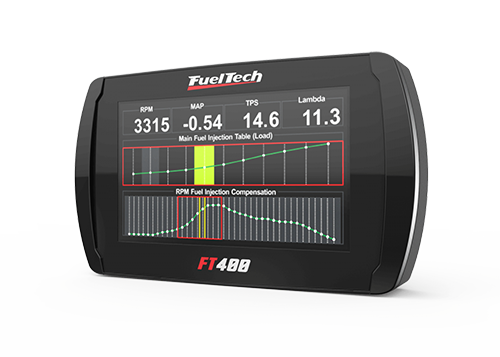 FuelTech
RPM MAP TPS Lambda
3315 -0.54 14.6 11.3
Main Fuel Injection Table (Load)
RPM Fuel Injection Compensation
FT400